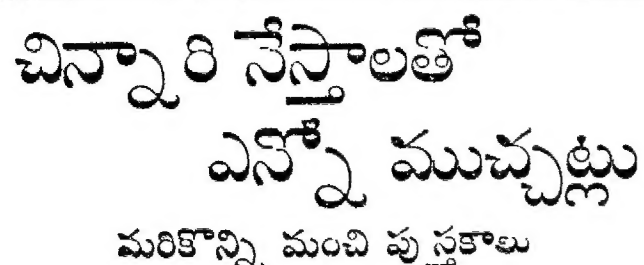 చిన్నారి నేస్తాలతో
ఎన్నో ముచ్చట్లు
మరికొన్ని మంచి పుస్తకాలు